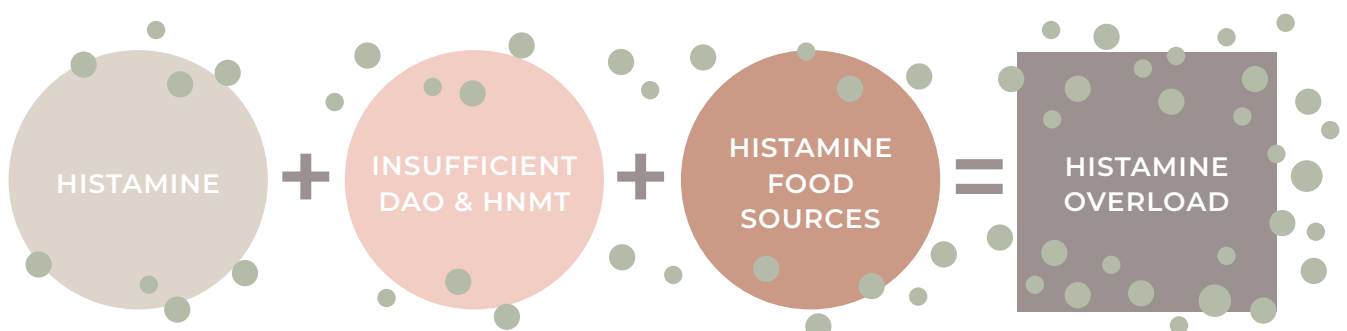 HISTAMINE
+
INSUFFICIENT
DAO & HNMT
+
HISTAMINE
FOOD
SOURCES
=
HISTAMINE
OVERLOAD